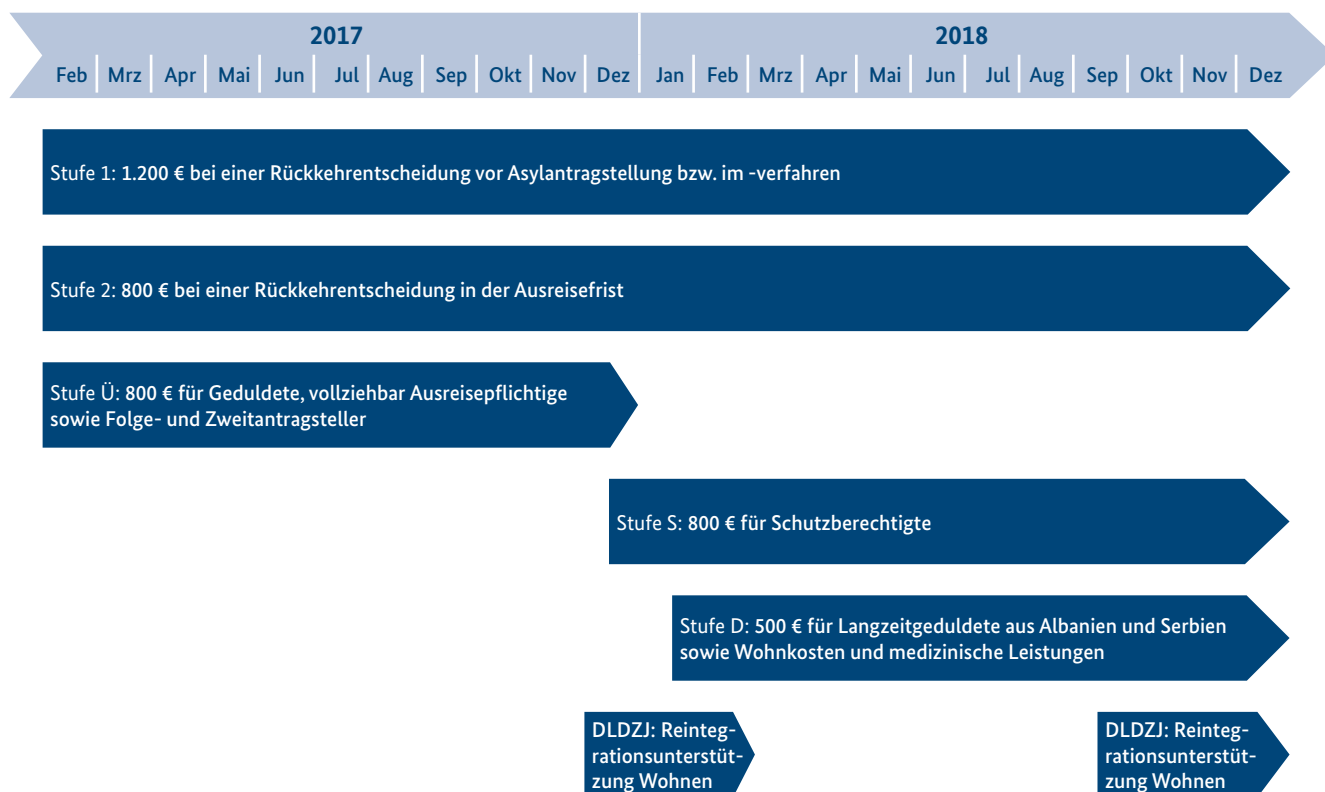 2017 2018
Feb Mrz Apr Mai Jun Jul Aug Sep Okt Nov Dez Jan Feb Mrz Apr Mai Jun Jul Aug Sep Okt Nov Dez
Stufe 1: 1.200 € bei einer Rückkehrentscheidung vor Asylantragstellung bzw. im -verfahren
Stufe 2: 800 € bei einer Rückkehrentscheidung in der Ausreisefrist
Stufe Ü: 800 € für Geduldete, vollziehbar Ausreisepflichtige
sowie Folge- und Zweitantragsteller
Stufe S: 800 € für Schutzberechtigte
Stufe D: 500 € für Langzeitgeduldete aus Albanien und Serbien
sowie Wohnkosten und medizinische Leistungen
DLDZJ: Reinteg-
rationsunterstüt-
zung Wohnen
DLDZJ: Reinteg-
rationsunterstüt-
zung Wohnen